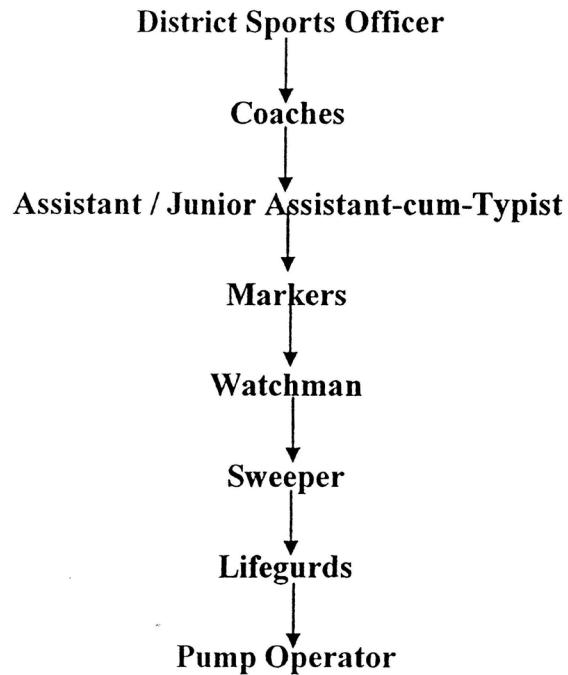 District Sports Officer
Coaches
Assistant / Junior Assistant-cum-Typist
Markers
Watchman
Sweeper
Lifegurds
Pump Operator